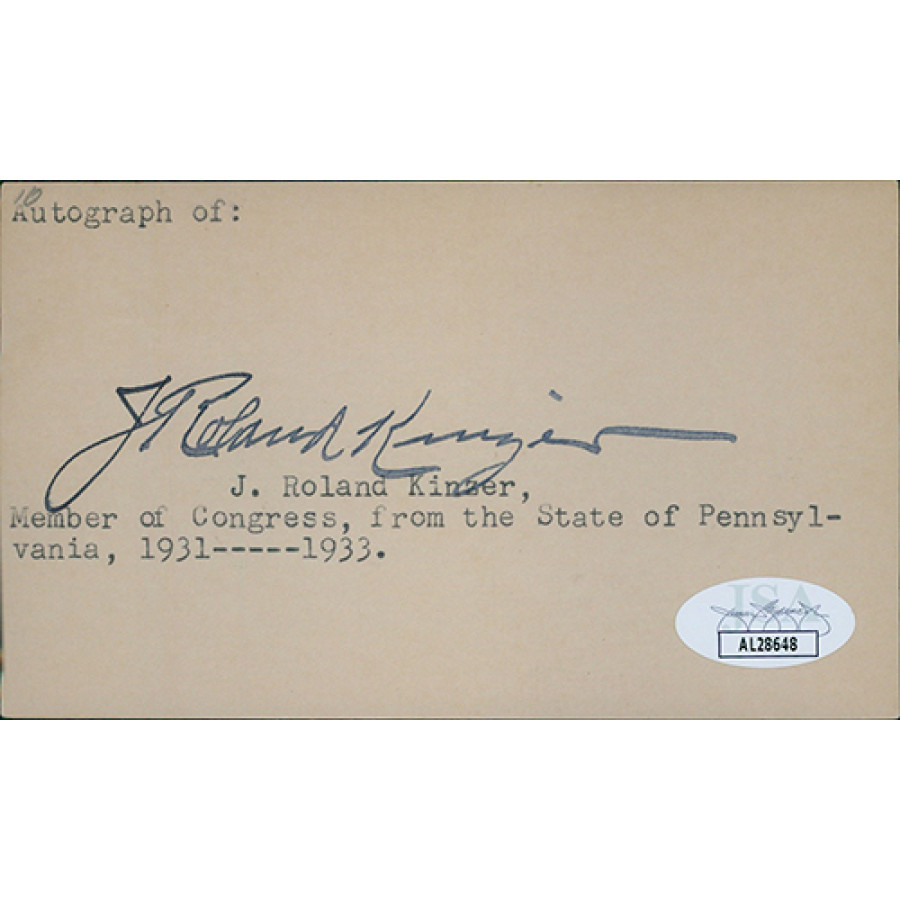 10
Autograph of:
J Roland Kinzer
J. Roland Kinzer,
Member of Congress, from the State of Pennsyl-
vania, 1931-----1933.
JSA
AL28648